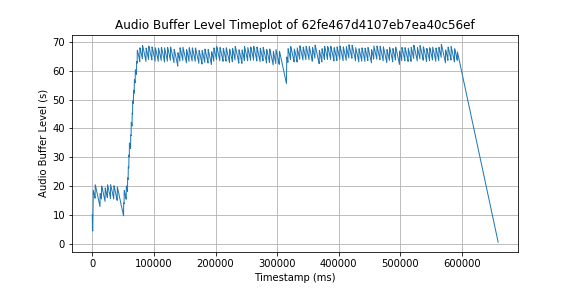 Audio Buffer Level Timeplot of 62fe467d4107eb7ea40c56ef
Audio Buffer Level (s)
70
60
50
40
30
20
10
0
0 100000 200000 300000 400000 500000 600000
Timestamp (ms)